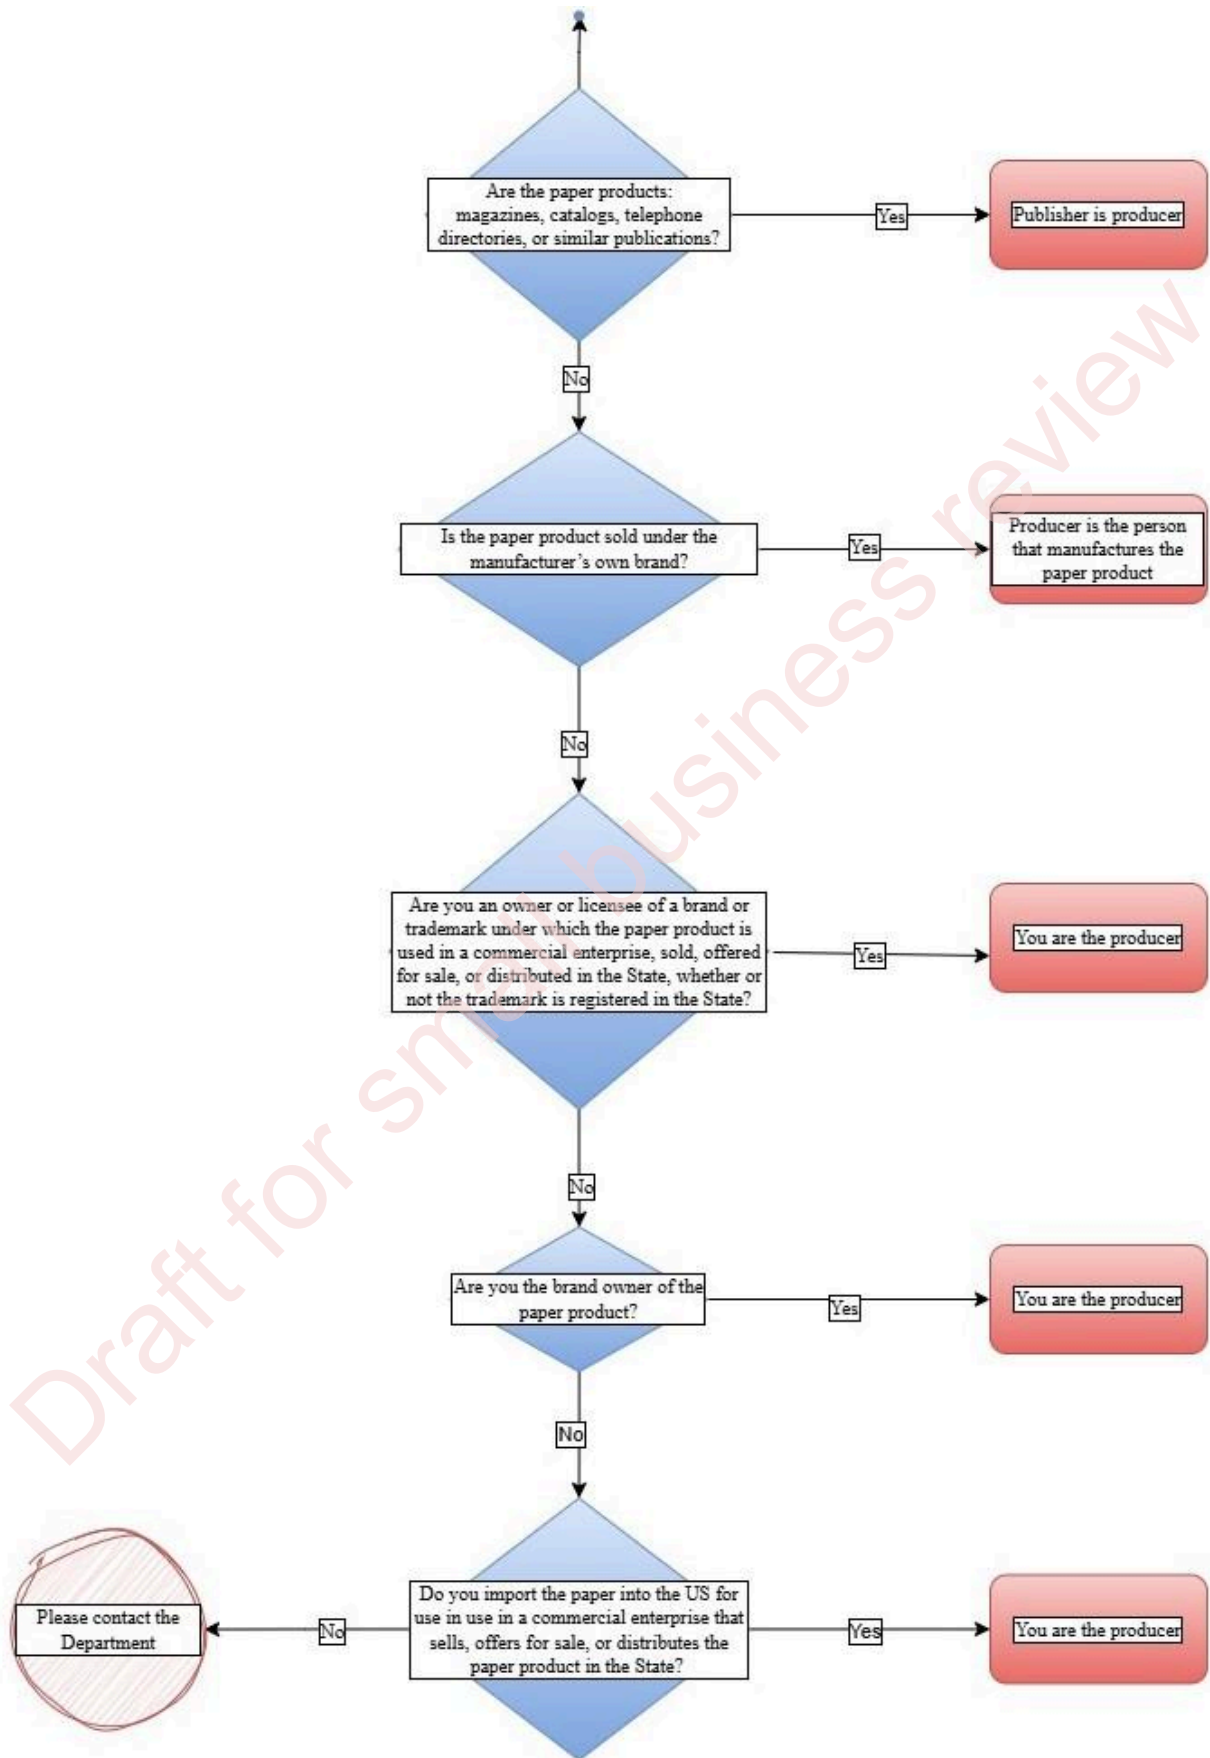 Are the paper products:
magazines, catalogs, telephone
directories, or similar publications?
Yes
Publisher is producer
No
Is the paper product sold under the
manufacturer's own brand?
Yes
Producer is the person
that manufactures the
paper product
No
Are you an owner or licensee of a brand or
trademark under which the paper product is
used in a commercial enterprise, sold, offered
for sale, or distributed in the State, whether or
not the trademark is registered in the State?
Yes
You are the producer
No
Are you the brand owner of the
paper product?
Yes
You are the producer
No
Do you import the paper into the US for
use in use in a commercial enterprise that
sells, offers for sale, or distributes the
paper product in the State?
Yes
You are the producer
No
Please contact the
Department
Draft for small business review